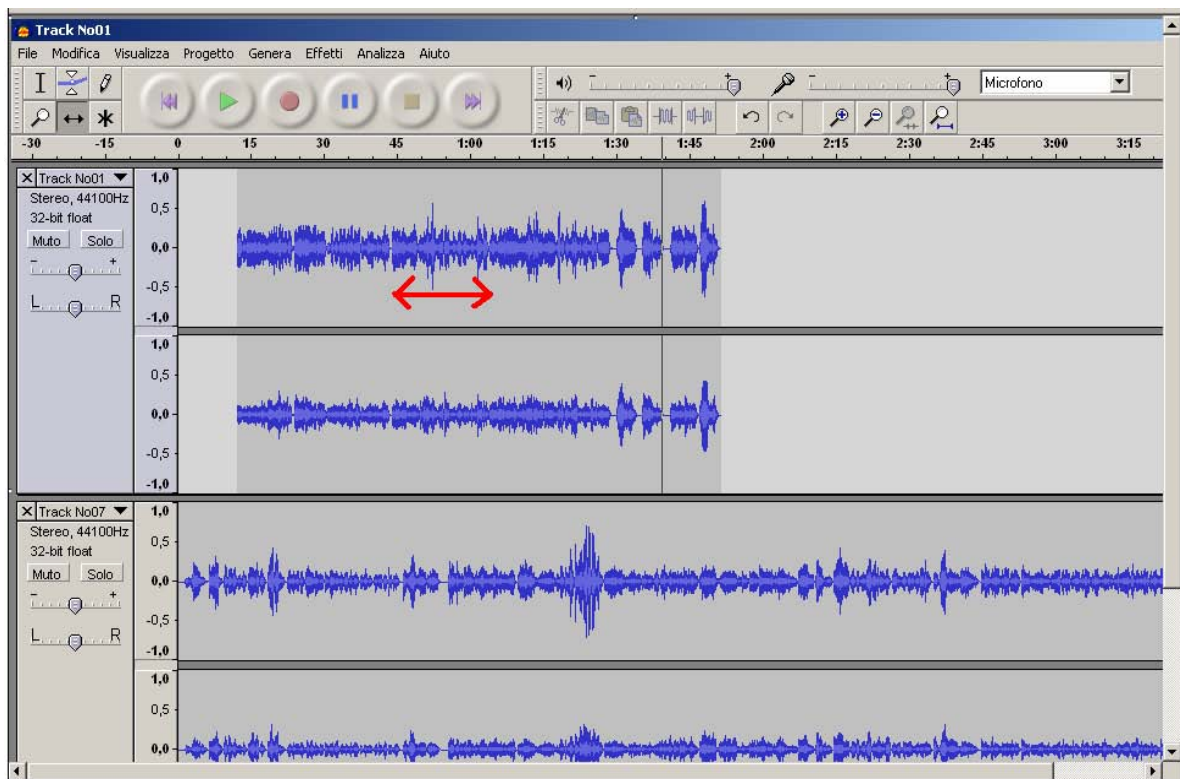 Track No01
File Modifica Visualizza Progetto Genera Effetti Analizza Aiuto
Microfono
-30 -15 0 15 30 45 1:00 1:15 1:30 1:45 2:00 2:15 2:30 2:45 3:00 3:15
Track No01
Stereo, 44100Hz
32-bit float
Muto Solo
- +
L R
1,0
0,5
0,0
-0,5
-1,0
1,0
0,5
0,0
-0,5
-1,0
Track No07
Stereo, 44100Hz
32-bit float
Muto Solo
- +
L R
1,0
0,5
0,0
-0,5
-1,0
1,0
0,5
0,0